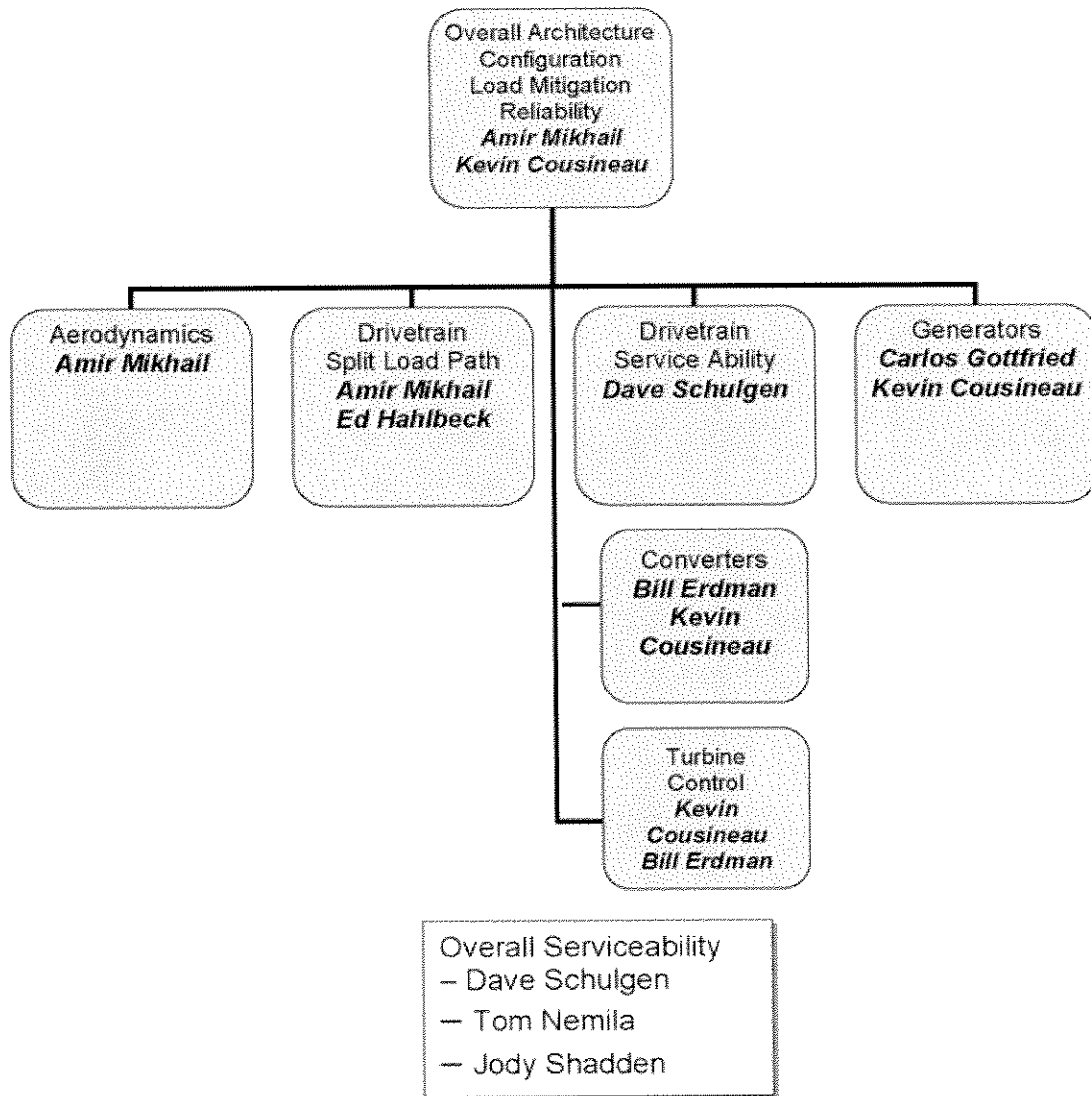 Overall Architecture
Configuration
Load Mitigation
Reliability
Amir Mikhail
Kevin Cousineau
Aerodynamics
Amir Mikhail
Drivetrain
Split Load Path
Amir Mikhail
Ed Hahlbeck
Drivetrain
Service Ability
Dave Schulgen
Generators
Carlos Gottfried
Kevin Cousineau
Converters
Bill Erdman
Kevin
Cousineau
Turbine
Control
Kevin
Cousineau
Bill Erdman
Overall Serviceability
– Dave Schulgen
– Tom Nemila
– Jody Shadden